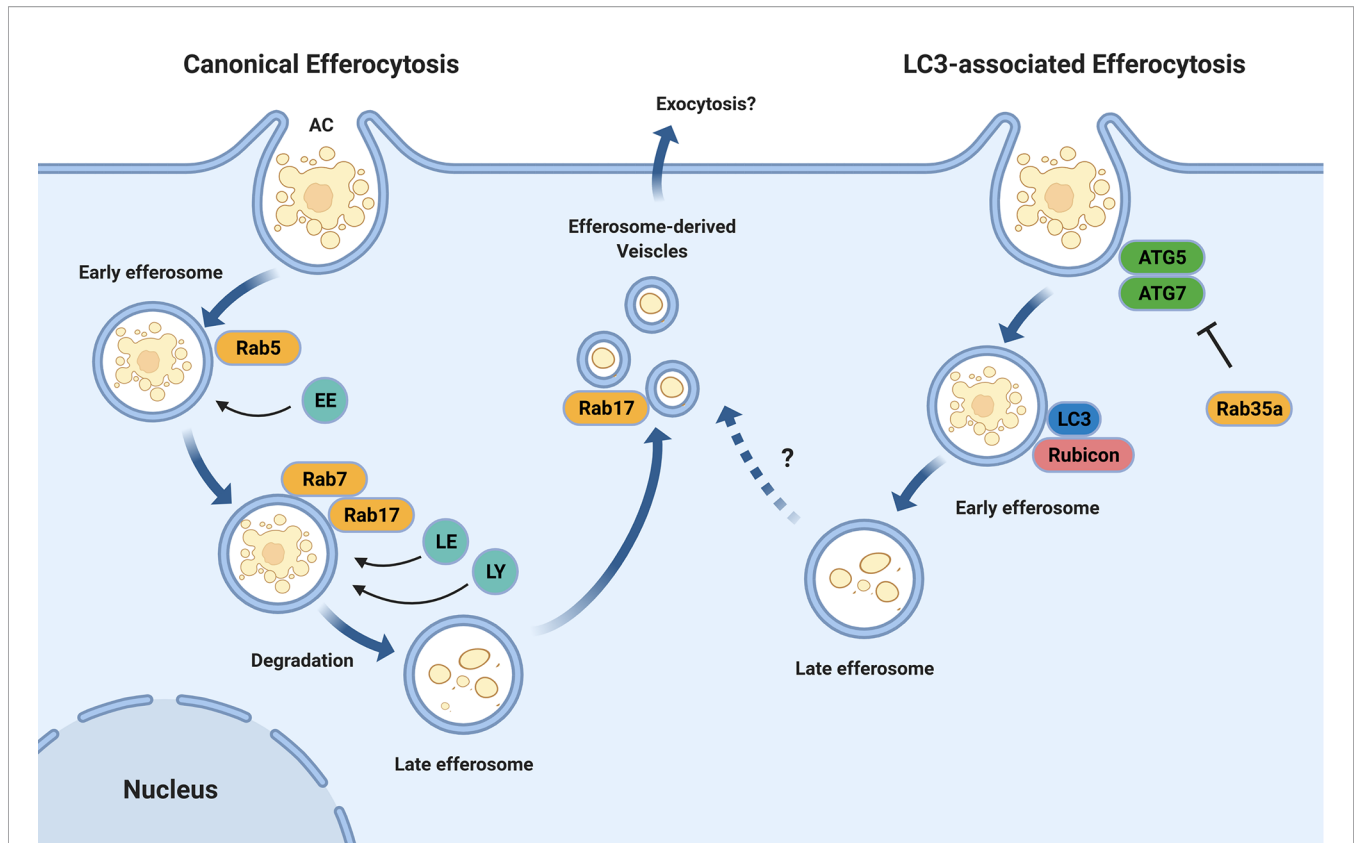 Canonical Efferocytosis
LC3-associated Efferocytosis
Exocytosis?
AC
Efferosome-derived
Veiscles
Early efferosome
ATG5
ATG7
Rab5
EE
Rab17
LC3
Rubicon
Rab35a
?
Rab7
Rab17
LE
LY
Early efferosome
Degradation
Late efferosome
Late efferosome
Nucleus